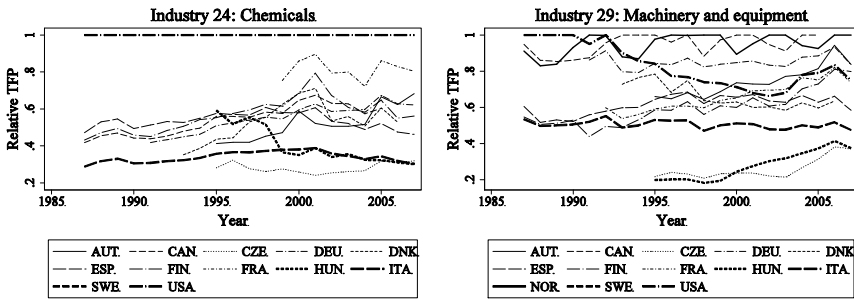 Industry 24: Chemicals.
Relative TFP
1
.8
.6
.4
.2
1985.
1990.
1995.
2000.
2005.
Year.
AUT. CAN. CZE. DEU. DNK.
ESP. FIN. FRA. HUN. ITA.
SWE. USA.
Industry 29: Machinery and equipment.
Relative TFP
1
.8
.6
.4
.2
1985.
1990.
1995.
2000.
2005.
Year.
AUT. CAN. CZE. DEU. DNK.
ESP. FIN. FRA. HUN. ITA.
NOR. SWE. USA.